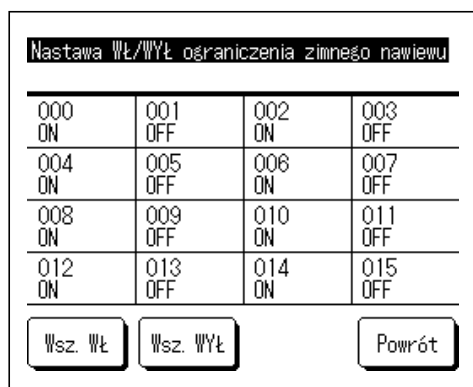 Nastawa WŁ/WYŁ ograniczenia zimnego nawiewu
000 001 002 003
ON OFF ON OFF
004 005 006 007
ON OFF ON OFF
008 009 010 011
ON OFF ON OFF
012 013 014 015
ON OFF ON OFF
Wsz. WŁ Wsz. WYŁ Powrót